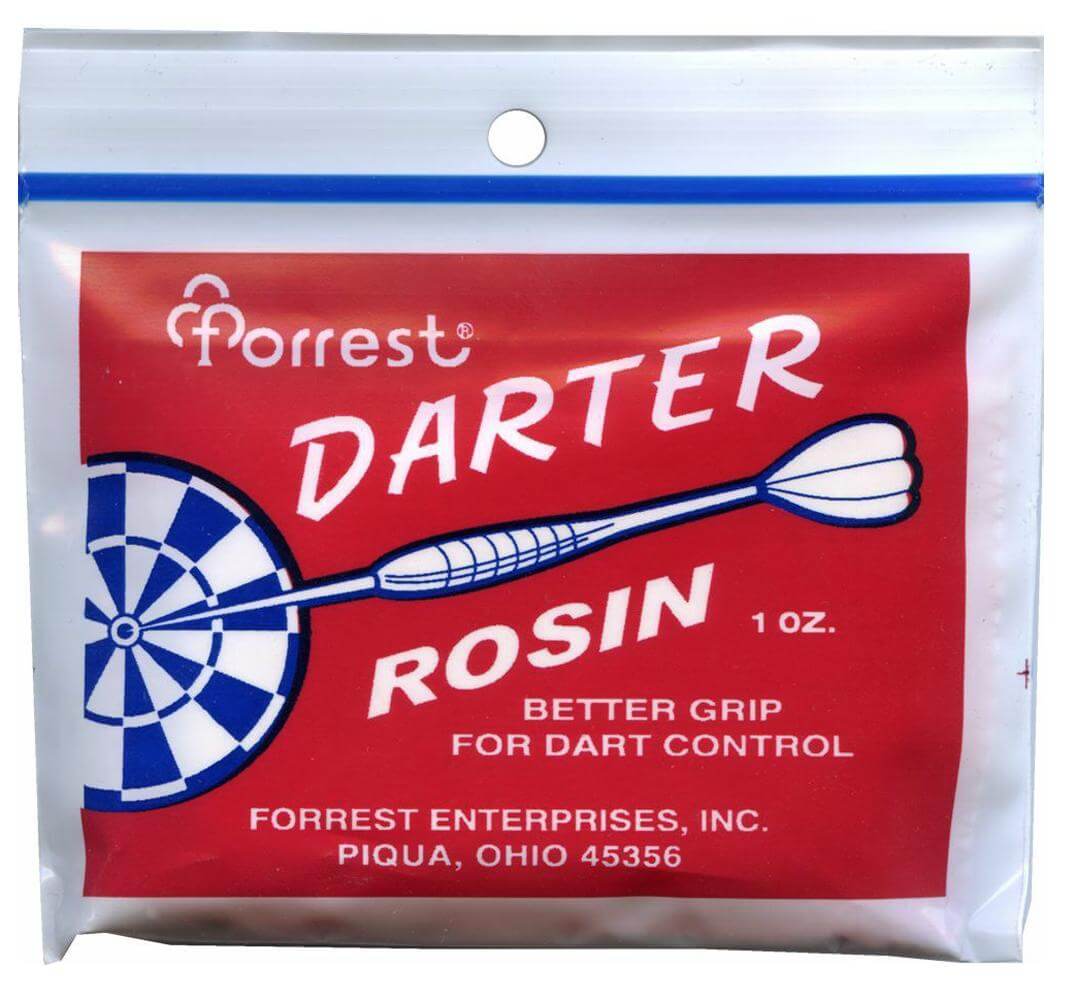 Forrest®
DARTER
ROSIN
1 OZ.
BETTER GRIP
FOR DART CONTROL
FORREST ENTERPRISES, INC.
PIQUA, OHIO 45356